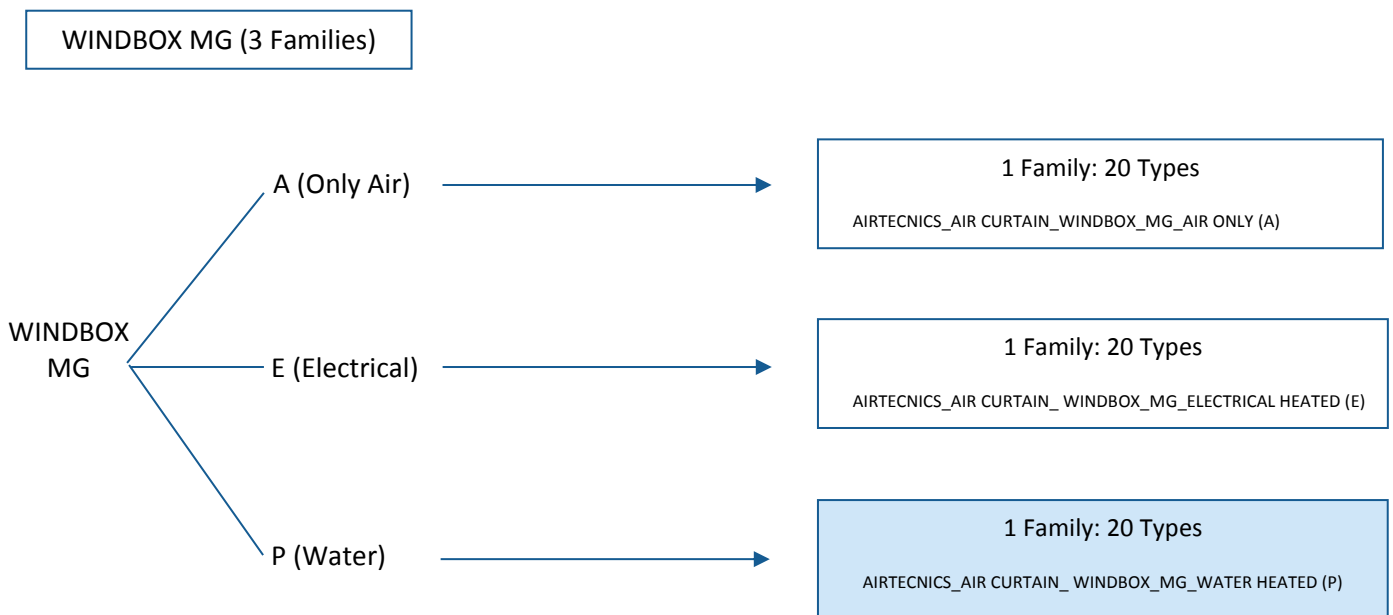 WINDBOX MG (3 Families)
A (Only Air)
1 Family: 20 Types
AIRTECNICS_AIR CURTAIN_WINDBOX_MG_AIR ONLY (A)
WINDBOX
MG
E (Electrical)
1 Family: 20 Types
AIRTECNICS_AIR CURTAIN_ WINDBOX_MG_ELECTRICAL HEATED (E)
P (Water)
1 Family: 20 Types
AIRTECNICS_AIR CURTAIN_ WINDBOX_MG_WATER HEATED (P)